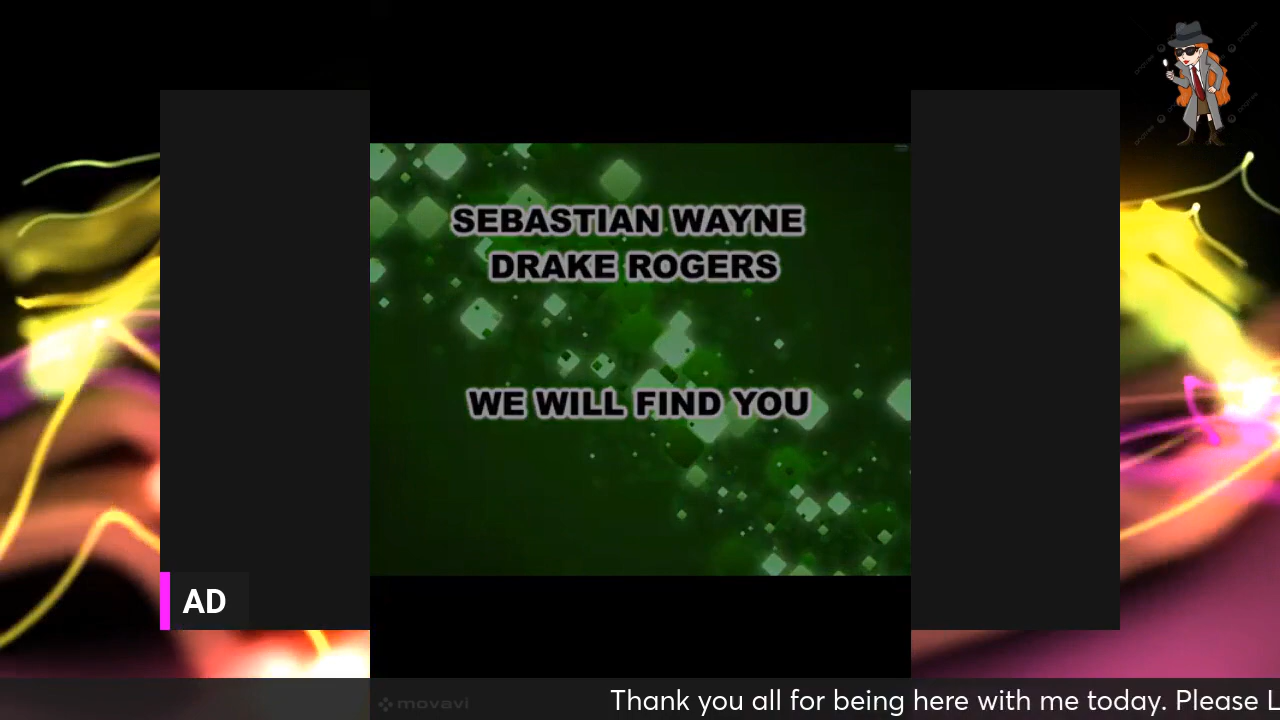 SEBASTIAN WAYNE
DRAKE ROGERS
WE WILL FIND YOU
AD
movavi
Thank you all for being here with me today. Please L